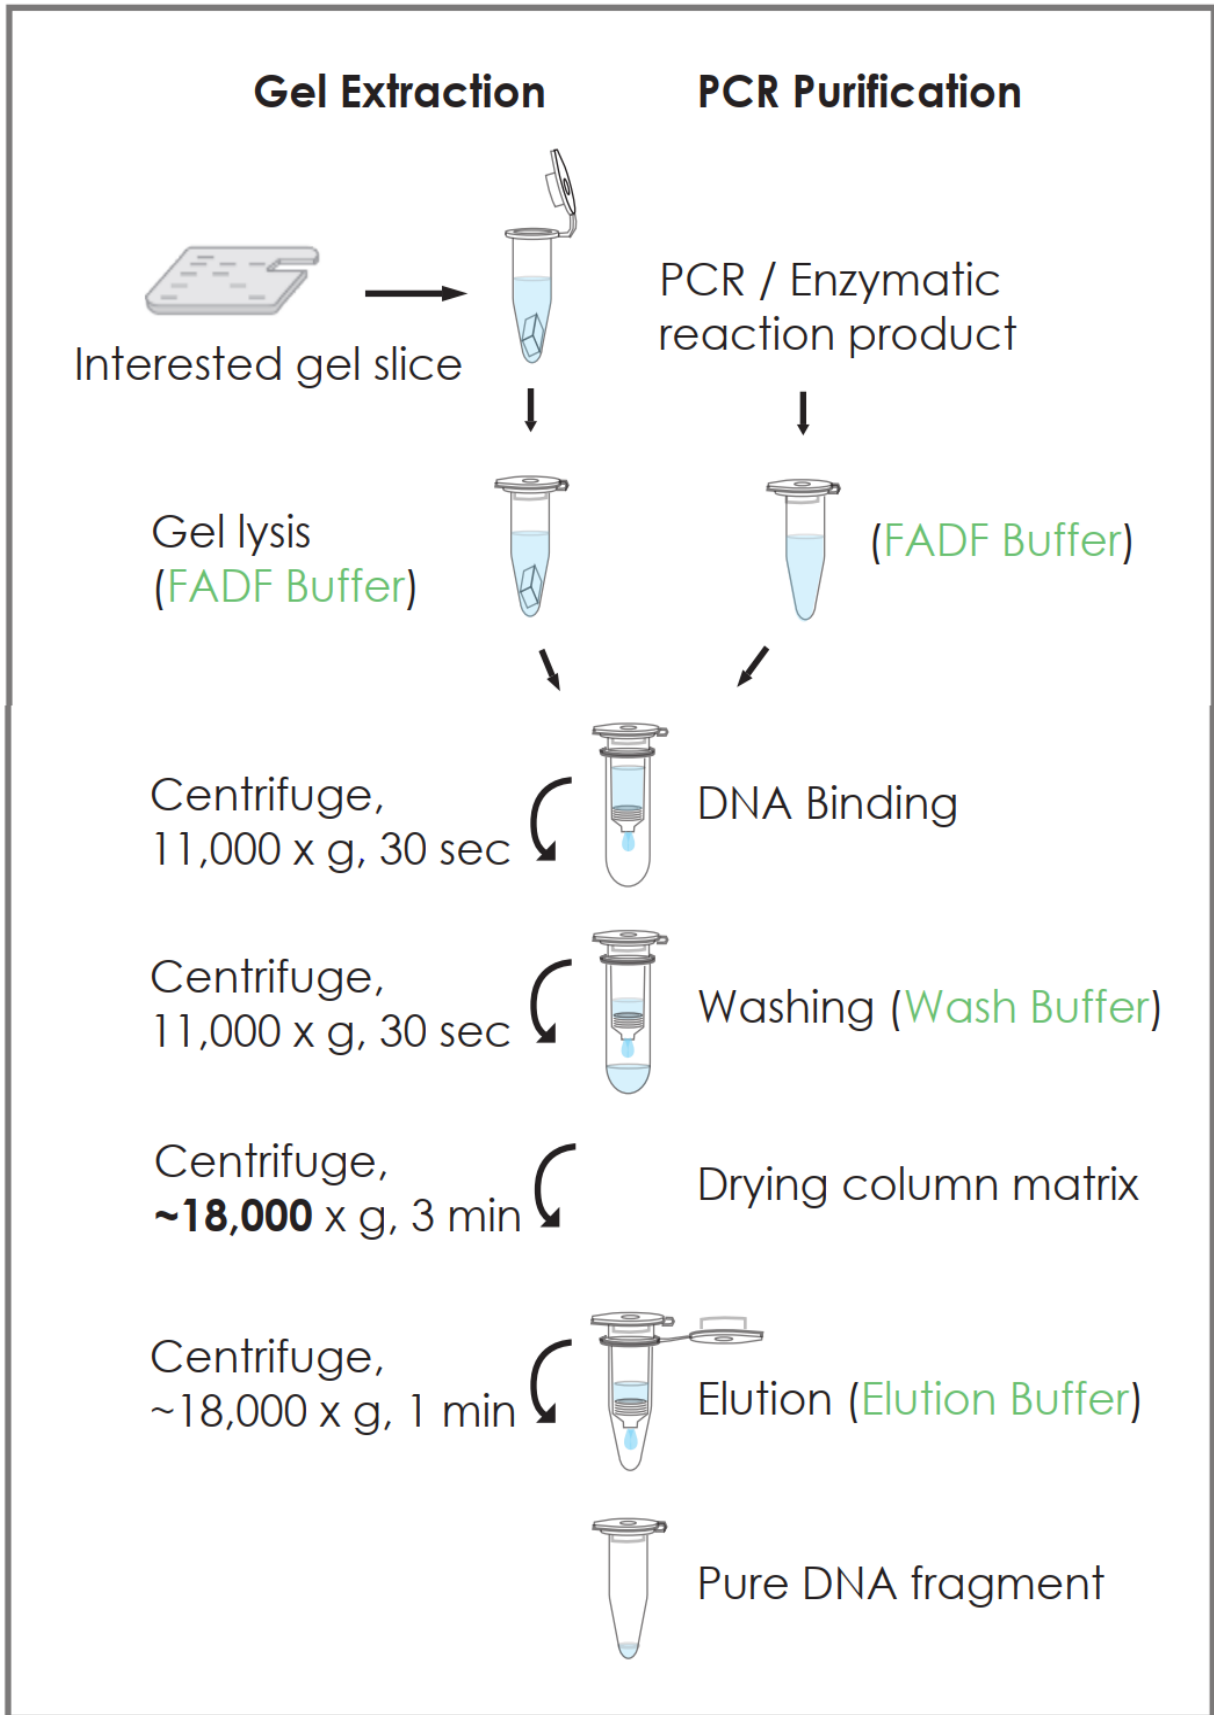 Gel Extraction
PCR Purification
Interested gel slice
PCR / Enzymatic
reaction product
Gel lysis
(FADF Buffer)
(FADF Buffer)
Centrifuge,
11,000 x g, 30 sec
DNA Binding
Centrifuge,
11,000 x g, 30 sec
Washing (Wash Buffer)
Centrifuge,
~18,000 x g, 3 min
Drying column matrix
Centrifuge,
~18,000 x g, 1 min
Elution (Elution Buffer)
Pure DNA fragment